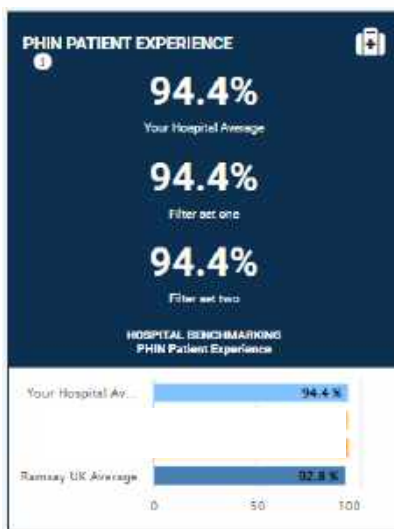 PHIN PATIENT EXPERIENCE
94.4%
Your Hospital Average
94.4%
Filter set one
94.4%
Filter set two
HOSPITAL BENCHMARKING
PHIN Patient Experience
Your Hospital Av... 94.4 %
Ramsay UK Average 92.8 %
0 50 100